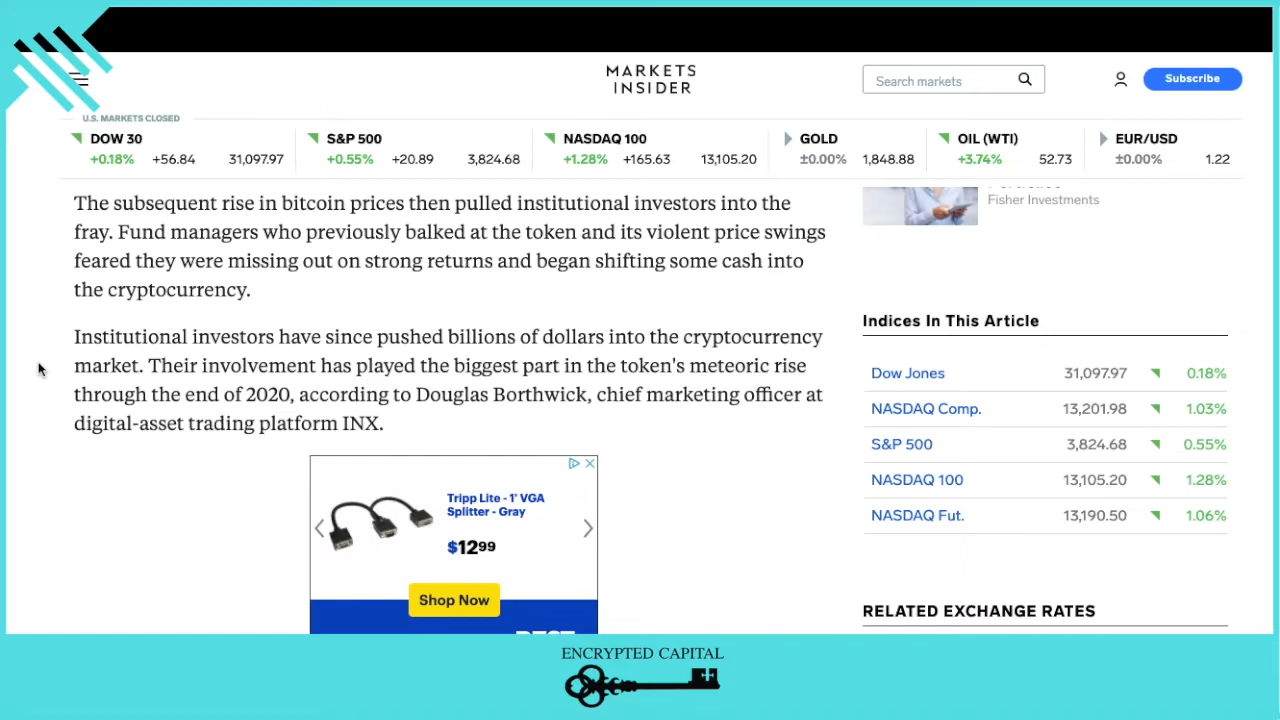 MARKETS
INSIDER
Search markets
Subscribe
U.S. MARKETS CLOSED
DOW 30
+0.18% +56.84 31,097.97
S&P 500
+0.55% +20.89 3,824.68
NASDAQ 100
+1.28% +165.63 13,105.20
GOLD
±0.00% 1,848.88
OIL (WTI)
+3.74% 52.73
EUR/USD
±0.00% 1.22
The subsequent rise in bitcoin prices then pulled institutional investors into the
fray. Fund managers who previously balked at the token and its violent price swings
feared they were missing out on strong returns and began shifting some cash into
the cryptocurrency.
Institutional investors have since pushed billions of dollars into the cryptocurrency
market. Their involvement has played the biggest part in the token's meteoric rise
through the end of 2020, according to Douglas Borthwick, chief marketing officer at
digital-asset trading platform INX.
Tripp Lite - 1' VGA
Splitter - Gray
$1299
Shop Now
Fisher Investments
Indices In This Article
Dow Jones 31,097.97 0.18%
NASDAQ Comp. 13,201.98 1.03%
S&P 500 3,824.68 0.55%
NASDAQ 100 13,105.20 1.28%
NASDAQ Fut. 13,190.50 1.06%
RELATED EXCHANGE RATES
ENCRYPTED CAPITAL